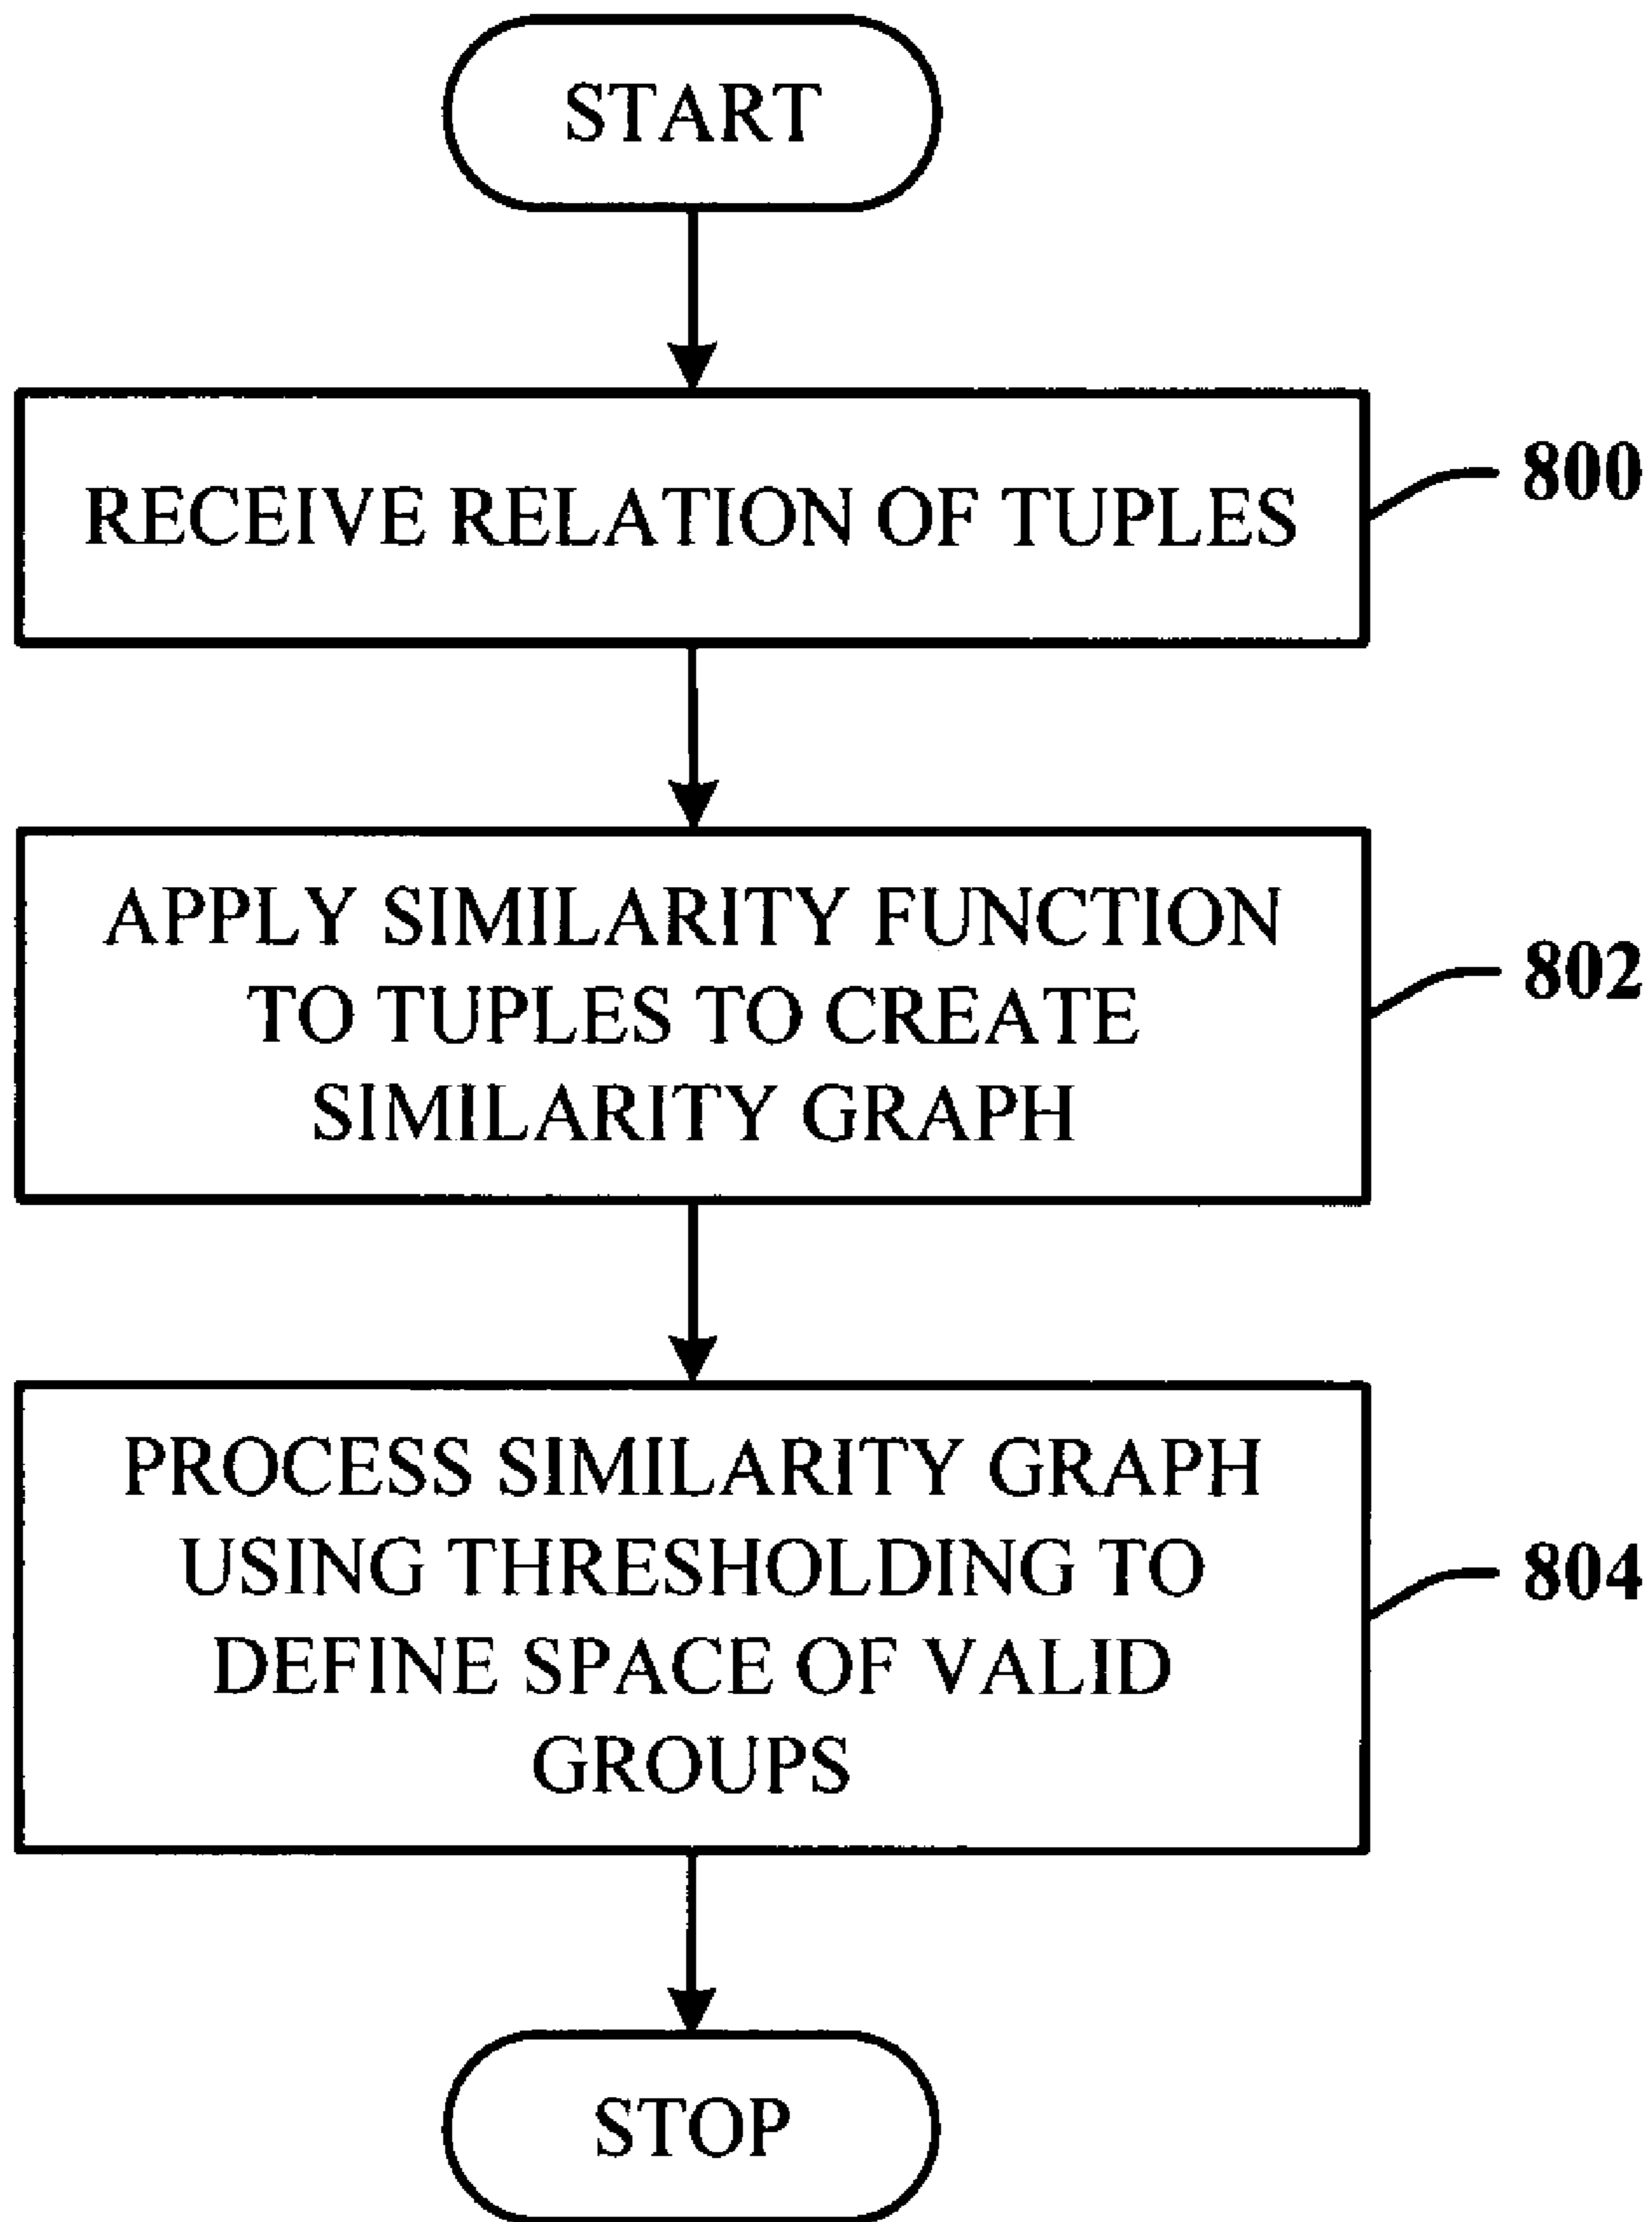 START
RECEIVE RELATION OF TUPLES
800
APPLY SIMILARITY FUNCTION
TO TUPLES TO CREATE
SIMILARITY GRAPH
802
PROCESS SIMILARITY GRAPH
USING THRESHOLDING TO
DEFINE SPACE OF VALID
GROUPS
804
STOP